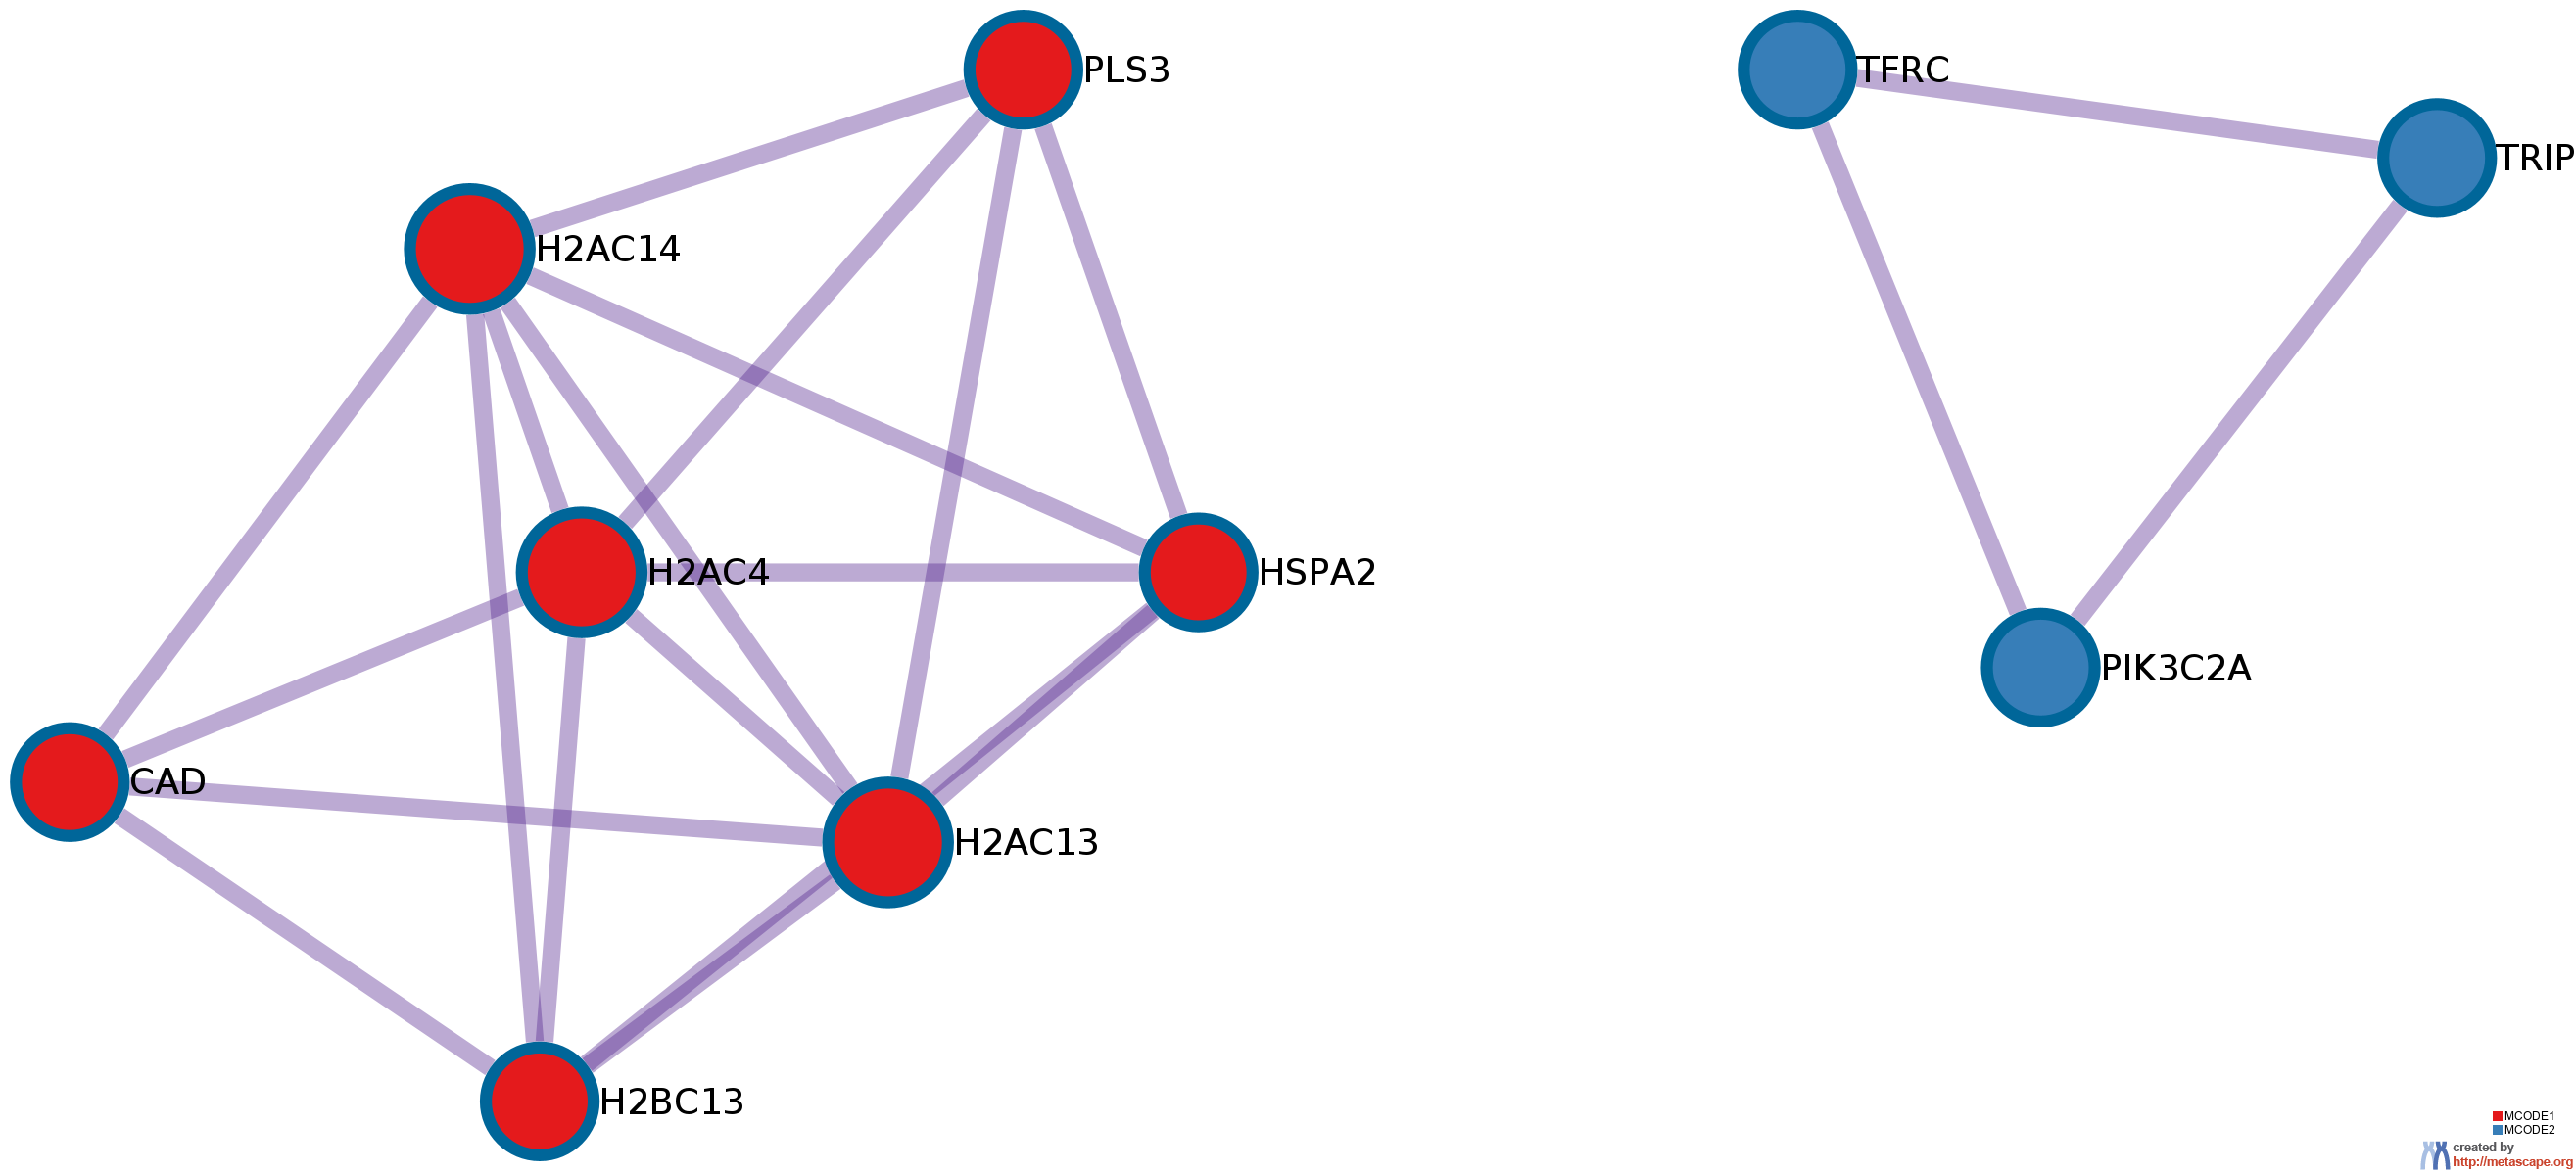 PLS3
TFRC
TRIP
H2AC14
H2AC4
HSPA2
PIK3C2A
CAD
H2AC13
H2BC13
MCODE1
MCODE2
created by
http://metascape.org